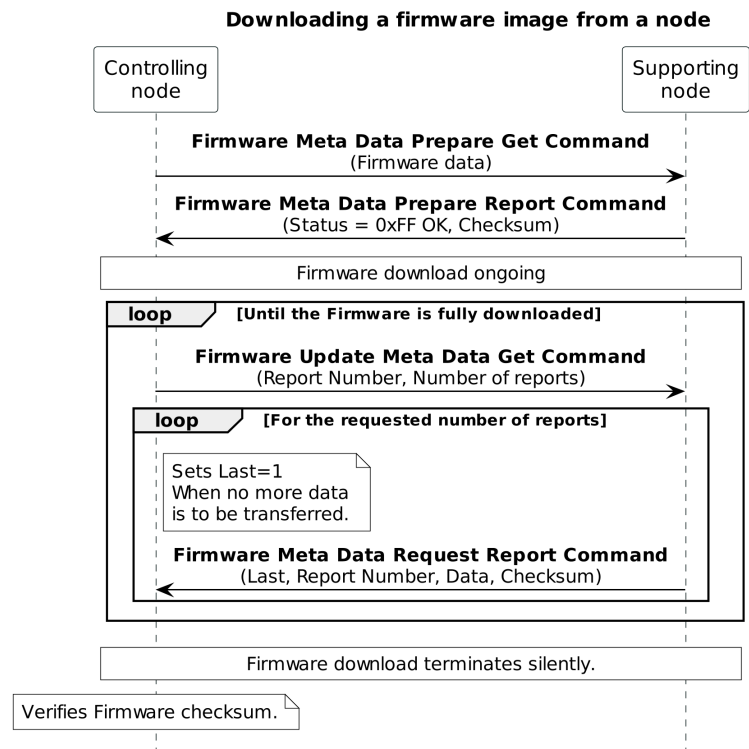 Downloading a firmware image from a node
Controlling
node
Supporting
node
Firmware Meta Data Prepare Get Command
(Firmware data)
Firmware Meta Data Prepare Report Command
(Status = 0xFF OK, Checksum)
Firmware download ongoing
loop [Until the Firmware is fully downloaded]
Firmware Update Meta Data Get Command
(Report Number, Number of reports)
loop [For the requested number of reports]
Sets Last=1
When no more data
is to be transferred.
Firmware Meta Data Request Report Command
(Last, Report Number, Data, Checksum)
Firmware download terminates silently.
Verifies Firmware checksum.